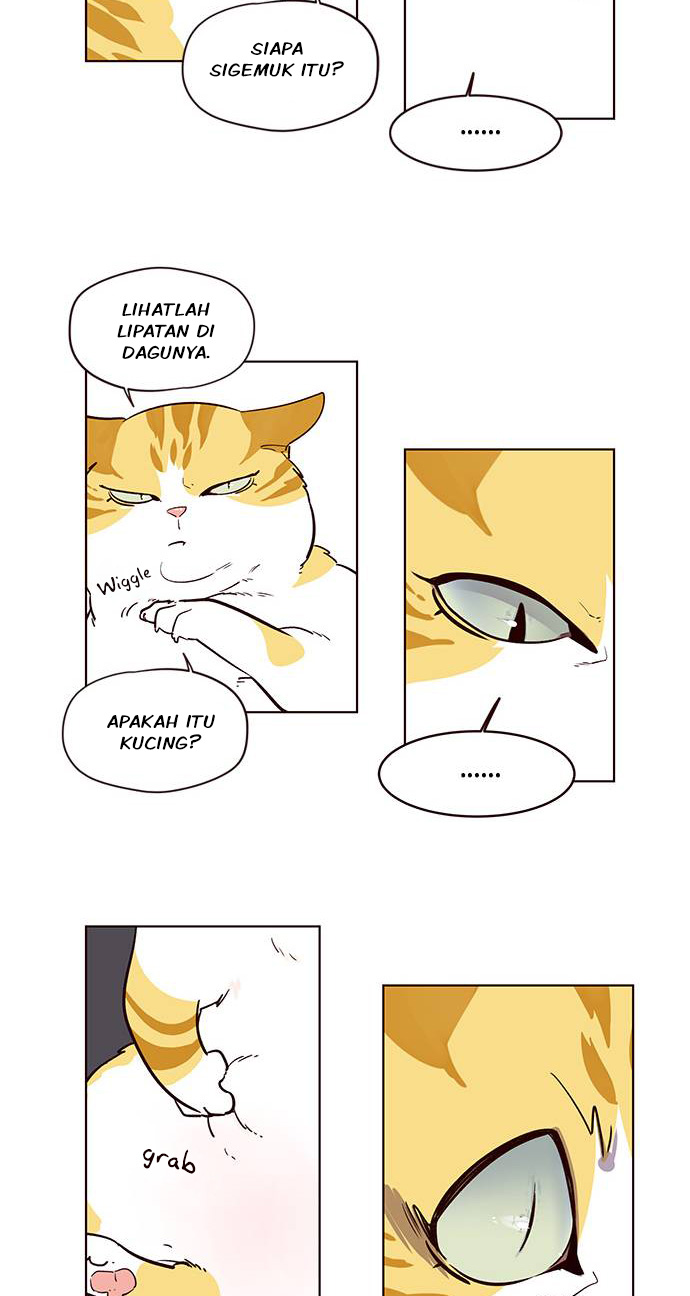 SIAPA
SIGEMUK ITU?
......
LIHATLAH
LIPATAN DI
DAGUNYA.
Wiggle
APAKAH ITU
KUCING?
......
grab